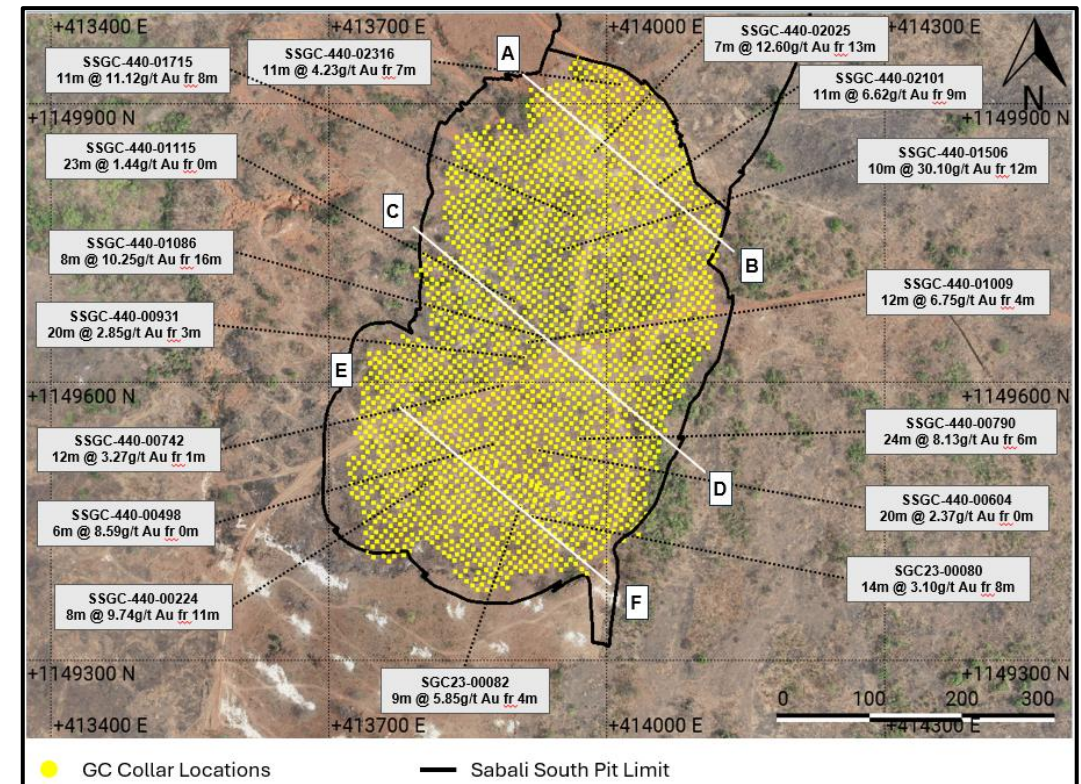 +413400 E
+413700 E
+414000 E
+414300 E
SSGC-440-02025
7m @ 12.60g/t Au fr 13m
SSGC-440-02316
11m @ 4.23g/t Au fr 7m
A
SSGC-440-01715
11m @ 11.12g/t Au fr 8m
SSGC-440-02101
11m @ 6.62g/t Au fr 9m
N
+1149900 N
+1149900 N
SSGC-440-01115
23m @ 1.44g/t Au fr 0m
SSGC-440-01506
10m @ 30.10g/t Au fr 12m
C
B
SSGC-440-01086
8m @ 10.25g/t Au fr 16m
SSGC-440-01009
12m @ 6.75g/t Au fr 4m
SSGC-440-00931
20m @ 2.85g/t Au fr 3m
E
+1149600 N
+1149600 N
SSGC-440-00742
12m @ 3.27g/t Au fr 1m
SSGC-440-00790
24m @ 8.13g/t Au fr 6m
D
SSGC-440-00498
6m @ 8.59g/t Au fr 0m
SSGC-440-00604
20m @ 2.37g/t Au fr 0m
SSGC-440-00224
8m @ 9.74g/t Au fr 11m
SGC23-00080
14m @ 3.10g/t Au fr 8m
F
SGC23-00082
9m @ 5.85g/t Au fr 4m
+1149300 N
+1149300 N
0 100 200 300
+413400 E
+413700 E
+414000 E
+414300 E
GC Collar Locations
Sabali South Pit Limit